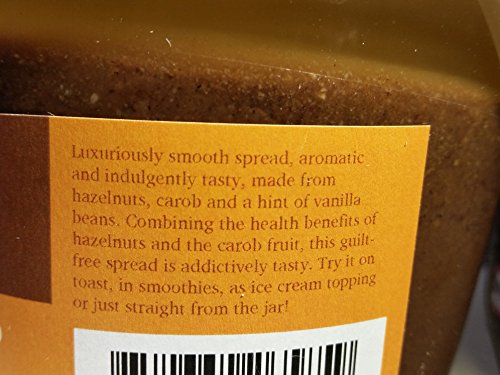 Luxuriously smooth spread, aromatic
and indulgently tasty, made from
hazelnuts, carob and a hint of vanilla
beans. Combining the health benefits of
hazelnuts and the carob fruit, this guilt-
free spread is addictively tasty. Try it on
toast, in smoothies, as ice cream topping
or just straight from the jar!